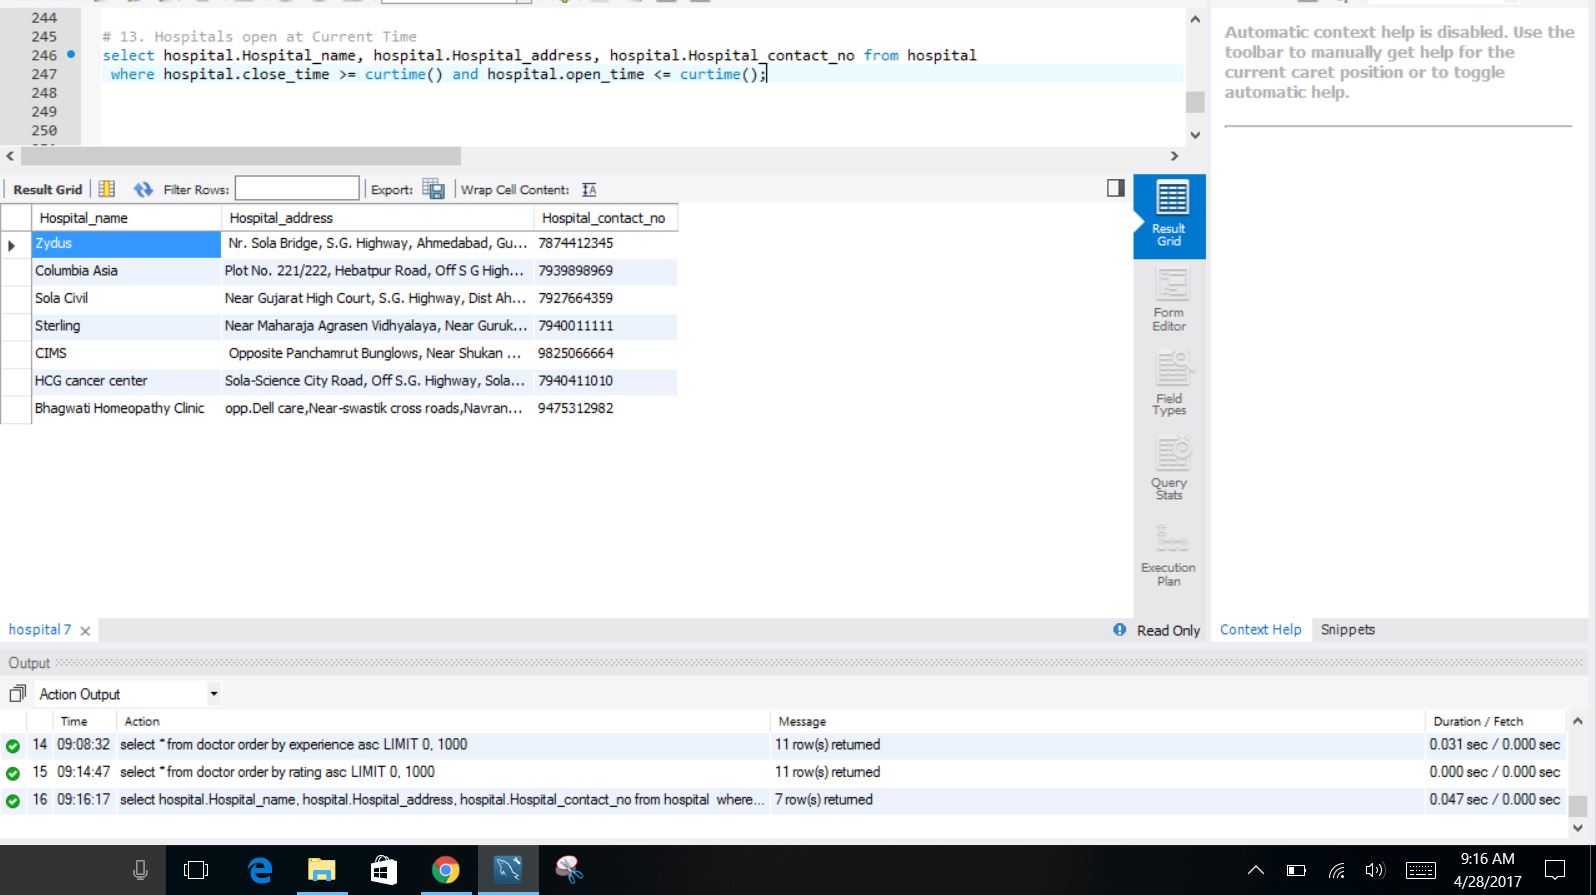 244
245 # 13. Hospitals open at Current Time
246 select hospital.Hospital_name, hospital.Hospital_address, hospital.Hospital_contact_no from hospital
247 where hospital.close_time >= curtime() and hospital.open_time <= curtime();
248
249
250
Automatic context help is disabled. Use the
toolbar to manually get help for the
current caret position or to toggle
automatic help.
Result Grid Filter Rows: Export: Wrap Cell Content:
Hospital_name Hospital_address Hospital_contact_no
Zydus Nr. Sola Bridge, S.G. Highway, Ahmedabad, Gu... 7874412345
Columbia Asia Plot No. 221/222, Hebatpur Road, Off S G High... 7939898969
Sola Civil Near Gujarat High Court, S.G. Highway, Dist Ah... 7927664359
Sterling Near Maharaja Agrasen Vidhyalaya, Near Guruk... 7940011111
CIMS Opposite Panchamrut Bunglows, Near Shukan ... 9825066664
HCG cancer center Sola-Science City Road, Off S.G. Highway, Sola... 7940411010
Bhagwati Homeopathy Clinic opp.Dell care,Near-swastik cross roads,Navran... 9475312982
Result
Grid
Form
Editor
Field
Types
Query
Stats
Execution
Plan
hospital 7 Read Only Context Help Snippets
Output
Action Output
Time Action Message Duration / Fetch
14 09:08:32 select * from doctor order by experience asc LIMIT 0, 1000 11 row(s) returned 0.031 sec / 0.000 sec
15 09:14:47 select * from doctor order by rating asc LIMIT 0, 1000 11 row(s) returned 0.000 sec / 0.000 sec
16 09:16:17 select hospital.Hospital_name, hospital.Hospital_address, hospital.Hospital_contact_no from hospital where... 7 row(s) returned 0.047 sec / 0.000 sec
9:16 AM
4/28/2017